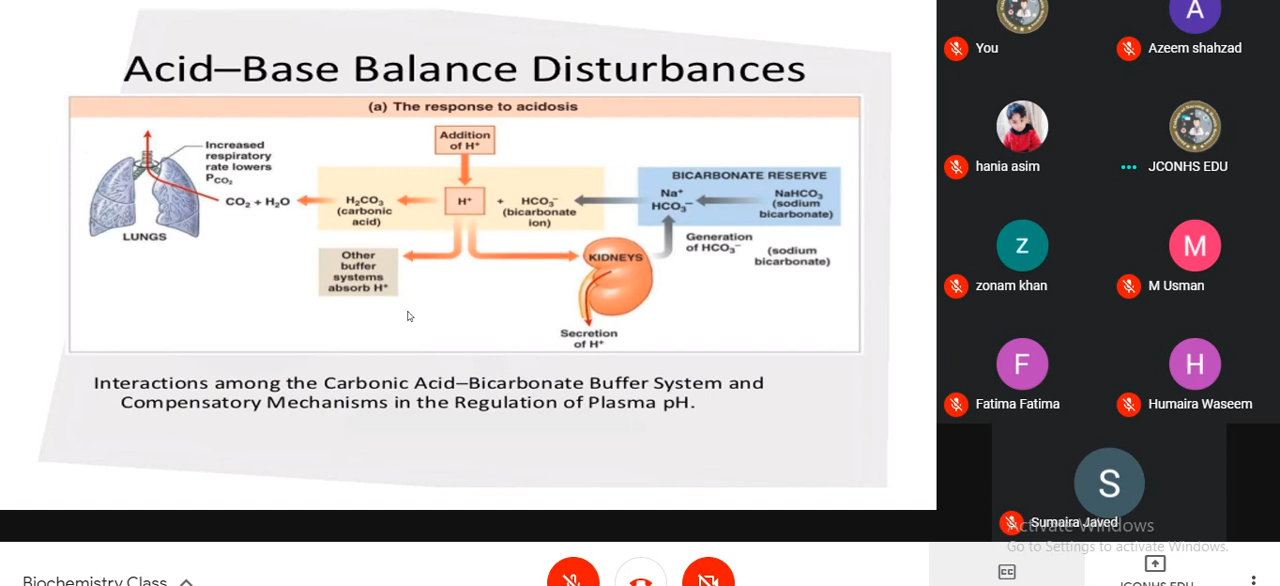 Acid–Base Balance Disturbances
(a) The response to acidosis
Addition
of H⁺
Increased
respiratory
rate lowers
P_CO₂
LUNGS
CO₂ + H₂O
H₂CO₃
(carbonic
acid)
H⁺
+
HCO₃⁻
(bicarbonate
ion)
BICARBONATE RESERVE
Na⁺
HCO₃⁻
NaHCO₃
(sodium
bicarbonate)
Other
buffer
systems
absorb H⁺
KIDNEYS
Generation
of HCO₃⁻
(sodium
bicarbonate)
Secretion
of H⁺
Interactions among the Carbonic Acid–Bicarbonate Buffer System and
Compensatory Mechanisms in the Regulation of Plasma pH.
You
A
Azeem shahzad
hania asim
JCONHS EDU
z
zonam khan
M
M Usman
F
Fatima Fatima
H
Humaira Waseem
S
Sumaira Javed
Activate Windows
Go to Settings to activate Windows.
Biochemistry Class
CC
JCONHS EDU